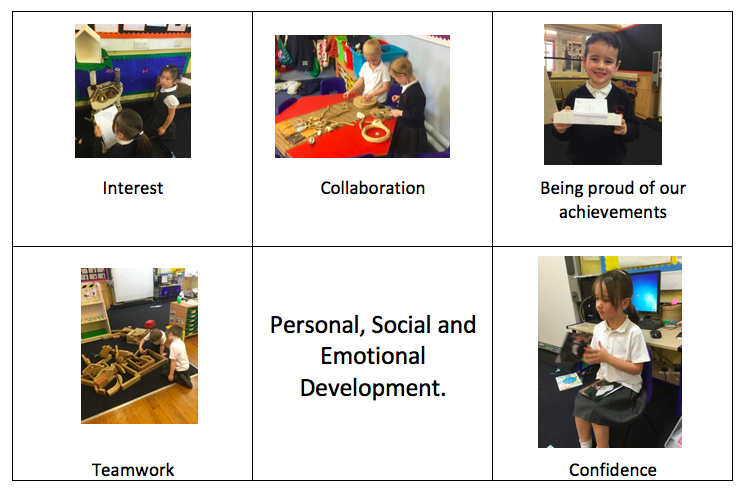 Interest
Collaboration
Being proud of our
achievements
Teamwork
Personal, Social and
Emotional
Development.
Confidence